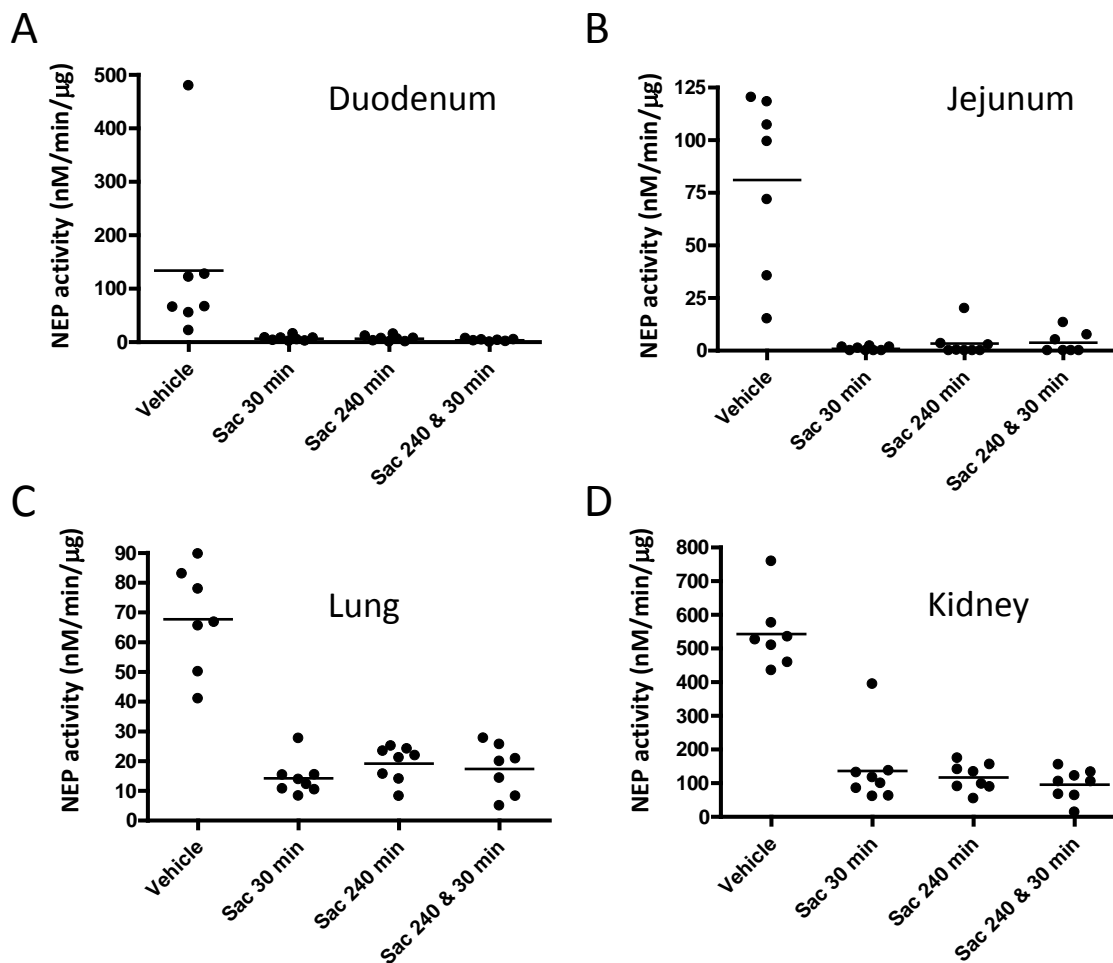 A
NEP activity (nM/min/µg)
500
400
300
200
100
0
Duodenum
Vehicle
Sac 30 min
Sac 240 min
Sac 240 & 30 min
B
NEP activity (nM/min/µg)
125
100
75
50
25
0
Jejunum
Vehicle
Sac 30 min
Sac 240 min
Sac 240 & 30 min
C
NEP activity (nM/min/µg)
90
80
70
60
50
40
30
20
10
0
Lung
Vehicle
Sac 30 min
Sac 240 min
Sac 240 & 30 min
D
NEP activity (nM/min/µg)
800
700
600
500
400
300
200
100
0
Kidney
Vehicle
Sac 30 min
Sac 240 min
Sac 240 & 30 min